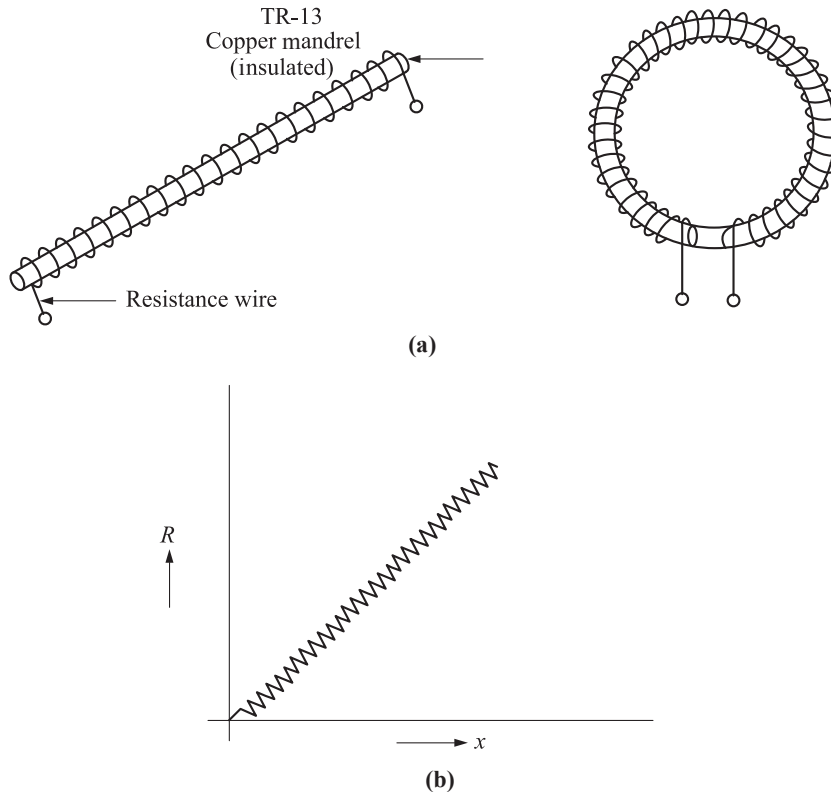 TR-13
Copper mandrel
(insulated)
Resistance wire
(a)
R
x
(b)